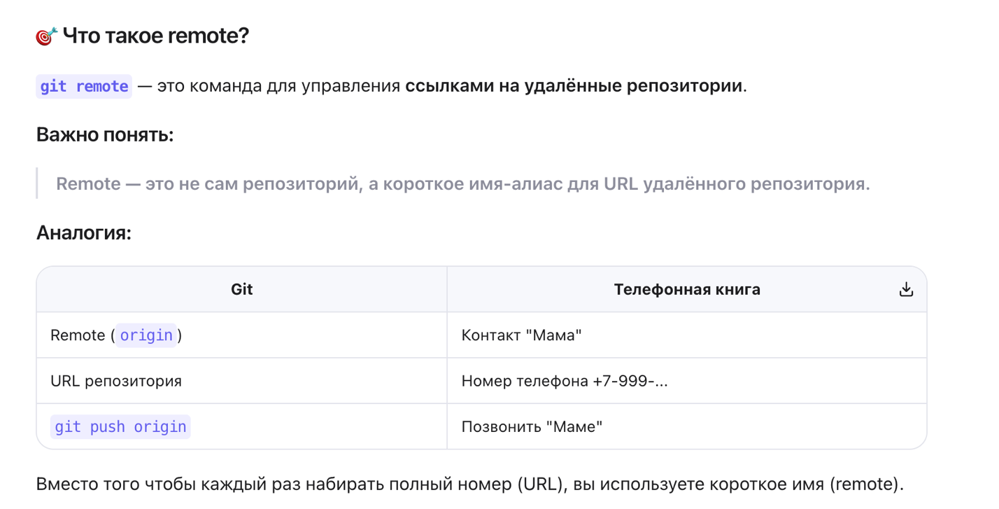 🎯 Что такое remote?
git remote — это команда для управления ссылками на удалённые репозитории.
Важно понять:
Remote — это не сам репозиторий, а короткое имя-алиас для URL удалённого репозитория.
Аналогия:
Git Телефонная книга
Remote (origin) Контакт "Мама"
URL репозитория Номер телефона +7-999-...
git push origin Позвонить "Маме"
Вместо того чтобы каждый раз набирать полный номер (URL), вы используете короткое имя (remote).